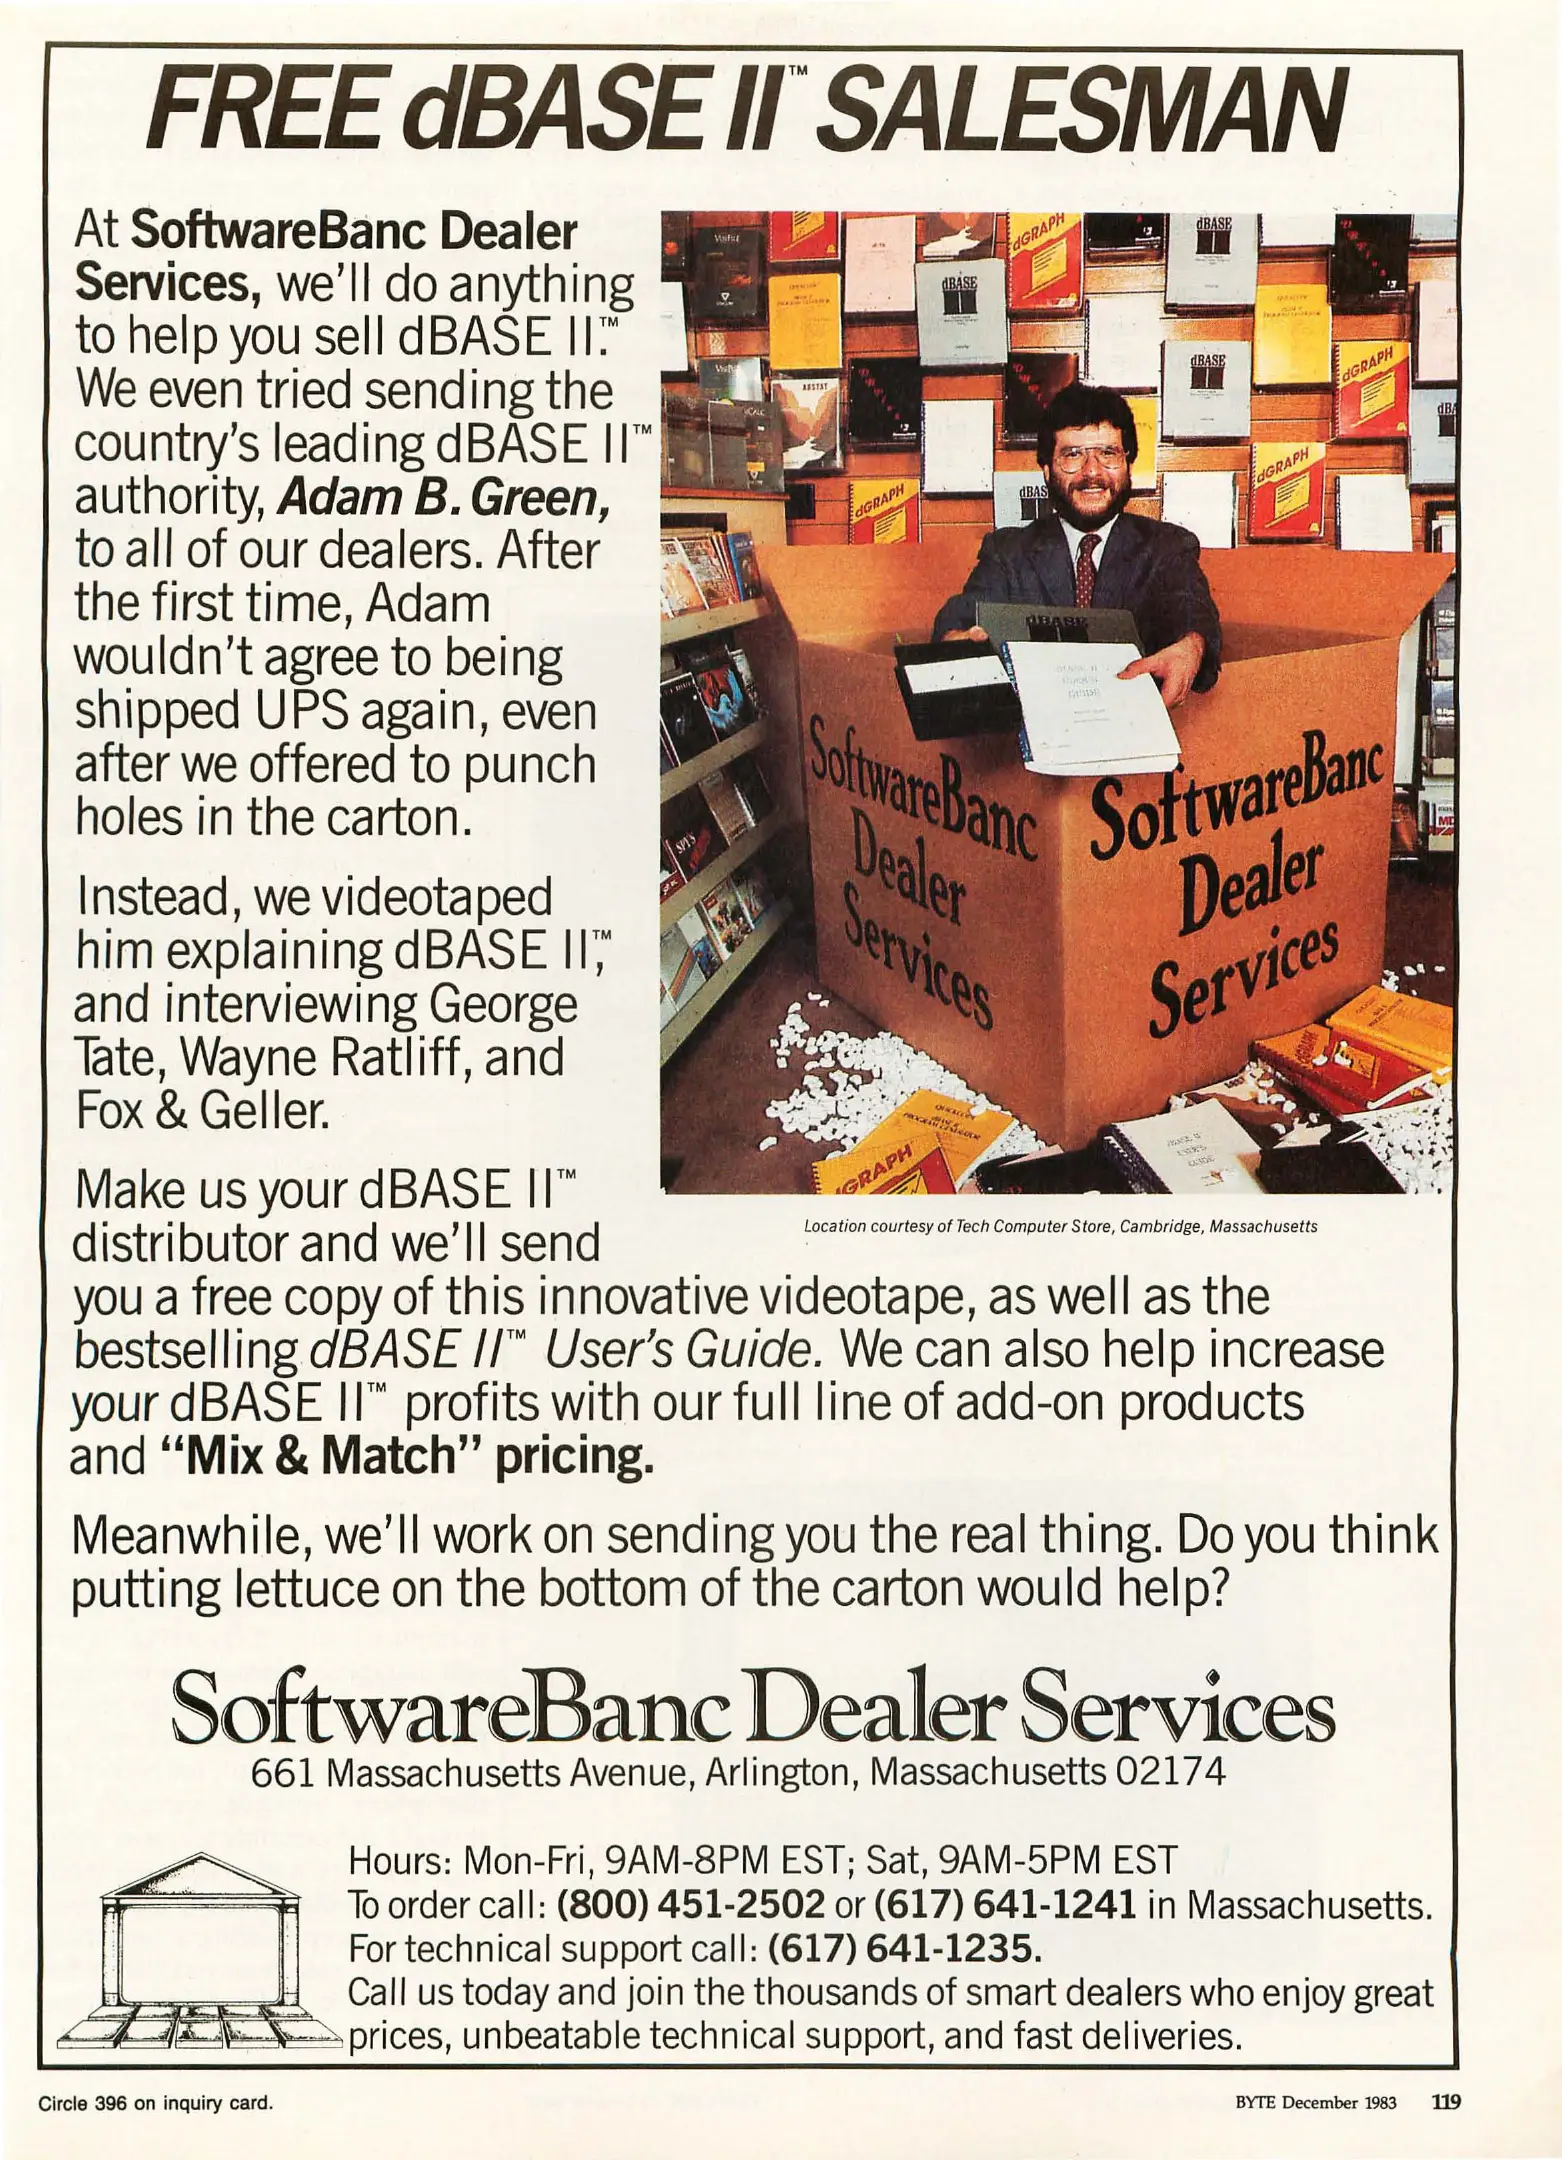 FREE dBASE II™ SALESMAN
At SoftwareBanc Dealer
Services, we'll do anything
to help you sell dBASE II.™
We even tried sending the
country's leading dBASE II™
authority, Adam B. Green,
to all of our dealers. After
the first time, Adam
wouldn't agree to being
shipped UPS again, even
after we offered to punch
holes in the carton.
Instead, we videotaped
him explaining dBASE II,™
and interviewing George
Tate, Wayne Ratliff, and
Fox & Geller.
Make us your dBASE II™
distributor and we'll send
you a free copy of this innovative videotape, as well as the
bestselling dBASE II™ User's Guide. We can also help increase
your dBASE II™ profits with our full line of add-on products
and “Mix & Match” pricing.
Meanwhile, we'll work on sending you the real thing. Do you think
putting lettuce on the bottom of the carton would help?
dBASE
II
dGRAPH
dBASE
II
dBASE
II
dGRAPH
ABSTAT
dGRAPH
dGRAPH
dBASE
SoftwareBanc
Dealer
Services
SoftwareBanc
Dealer
Services
Location courtesy of Tech Computer Store, Cambridge, Massachusetts
SoftwareBanc Dealer Services
661 Massachusetts Avenue, Arlington, Massachusetts 02174
Hours: Mon-Fri, 9AM-8PM EST; Sat, 9AM-5PM EST
To order call: (800) 451-2502 or (617) 641-1241 in Massachusetts.
For technical support call: (617) 641-1235.
Call us today and join the thousands of smart dealers who enjoy great
prices, unbeatable technical support, and fast deliveries.
Circle 396 on inquiry card.
BYTE December 1983 119